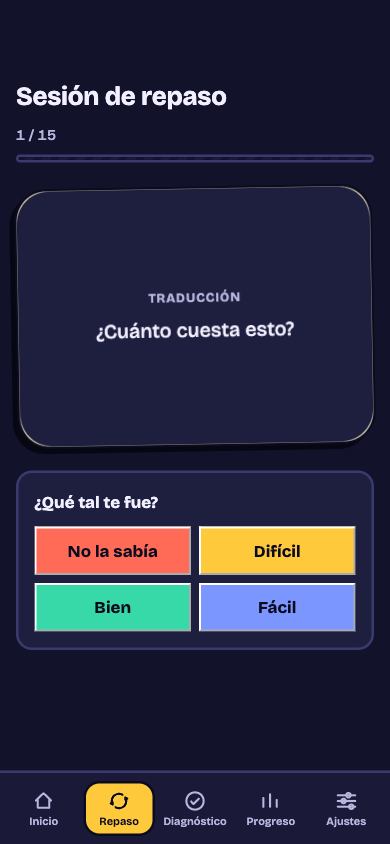 Sesión de repaso
1 / 15
TRADUCCIÓN
¿Cuánto cuesta esto?
¿Qué tal te fue?
No la sabía
Difícil
Bien
Fácil
Inicio
Repaso
Diagnóstico
Progreso
Ajustes